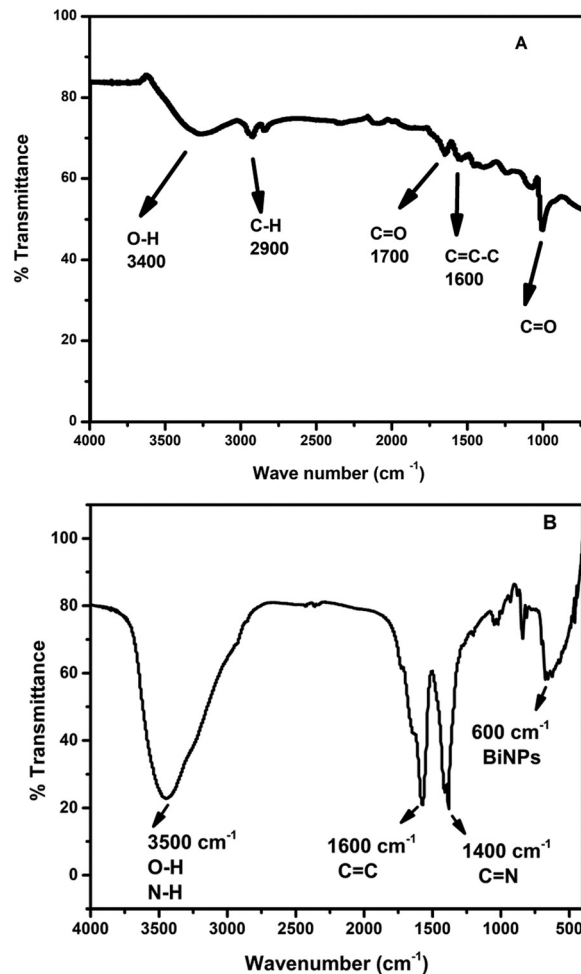 A
100
80
60
40
20
0
% Transmittance
O-H
3400
C-H
2900
C=O
1700
C=C-C
1600
C=O
4000 3500 3000 2500 2000 1500 1000
Wave number (cm -1)
B
100
80
60
40
20
0
% Transmittance
600 cm-1
BiNPs
3500 cm-1
O-H
N-H
1600 cm-1
C=C
1400 cm-1
C=N
4000 3500 3000 2500 2000 1500 1000 500
Wavenumber (cm-1)